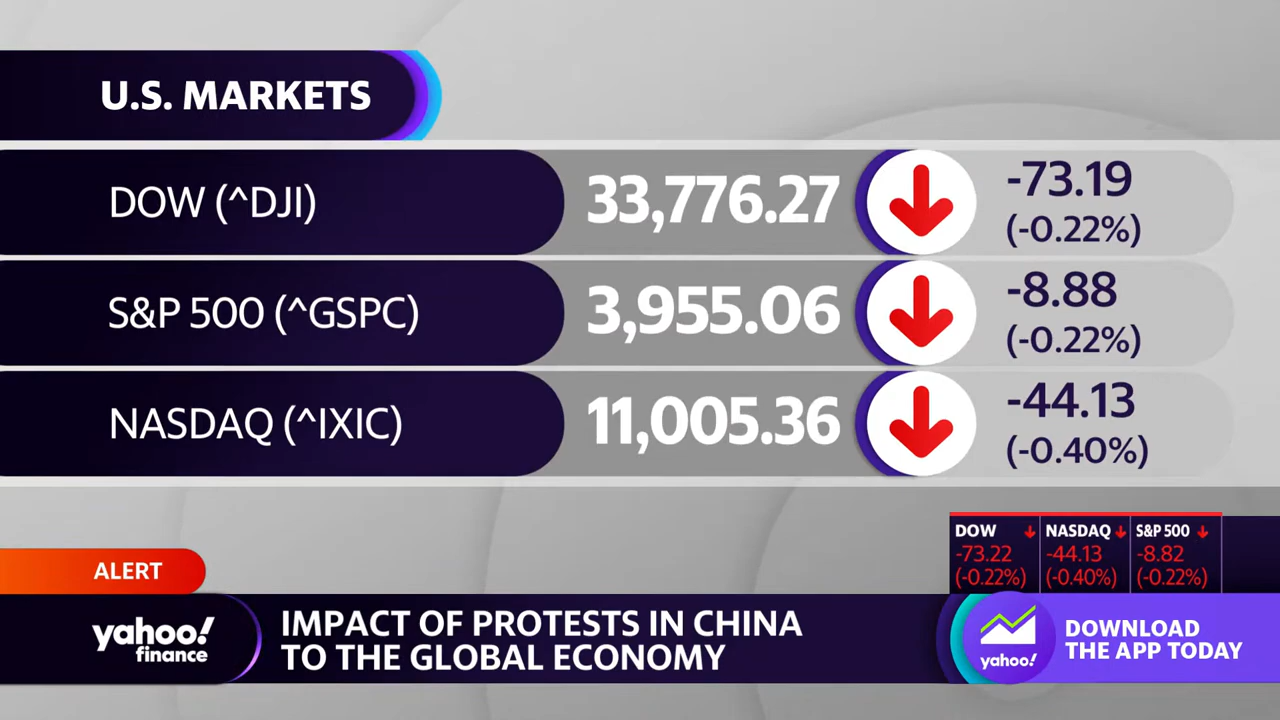 U.S. MARKETS
DOW (^DJI) 33,776.27 -73.19
(-0.22%)
S&P 500 (^GSPC) 3,955.06 -8.88
(-0.22%)
NASDAQ (^IXIC) 11,005.36 -44.13
(-0.40%)
DOW NASDAQ S&P 500
-73.22 -44.13 -8.82
(-0.22%) (-0.40%) (-0.22%)
ALERT
yahoo!
finance
IMPACT OF PROTESTS IN CHINA
TO THE GLOBAL ECONOMY
yahoo!
DOWNLOAD
THE APP TODAY